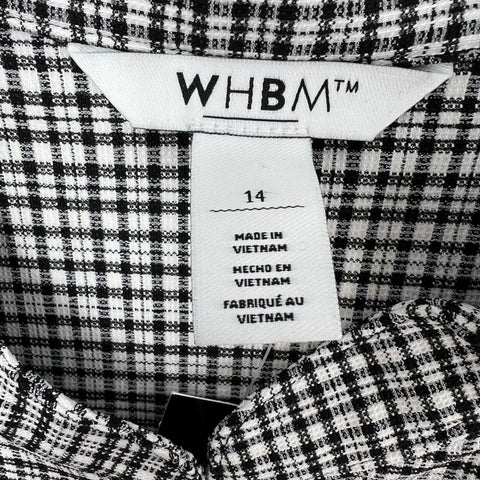 WHBM™
14
MADE IN
VIETNAM
HECHO EN
VIETNAM
FABRIQUÉ AU
VIETNAM